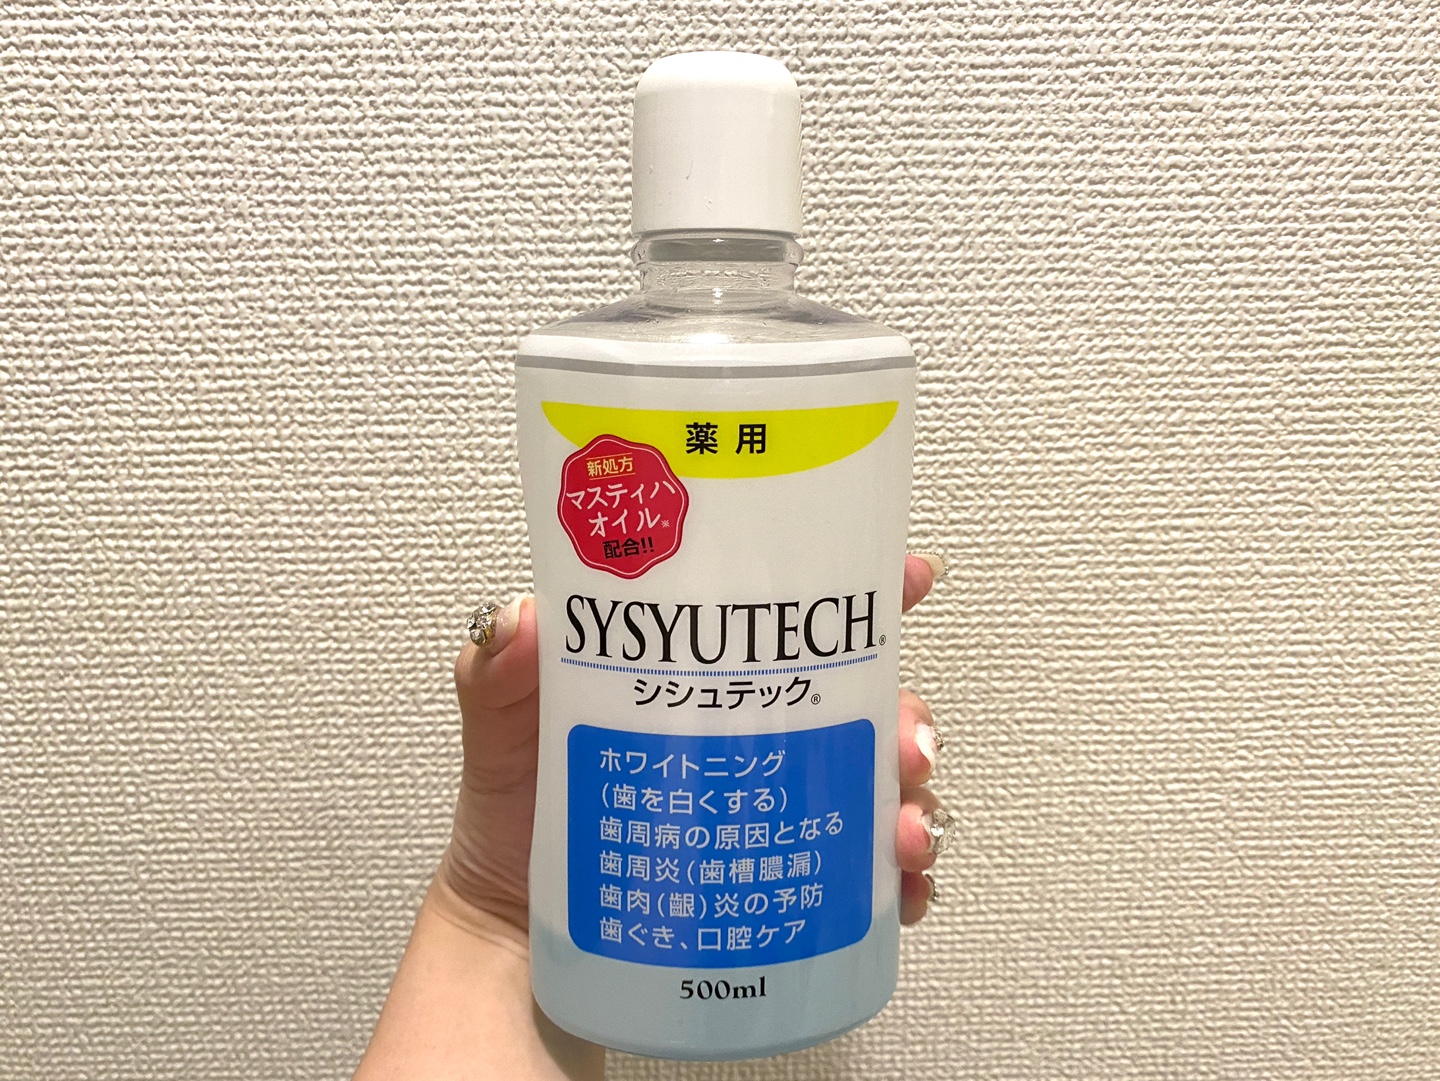 薬用
新処方
マスティハ
オイル※
配合!!
SYSYUTECH®
シシュテック®
ホワイトニング
(歯を白くする)
歯周病の原因となる
歯周炎(歯槽膿漏)
歯肉(齦)炎の予防
歯ぐき、口腔ケア
500ml